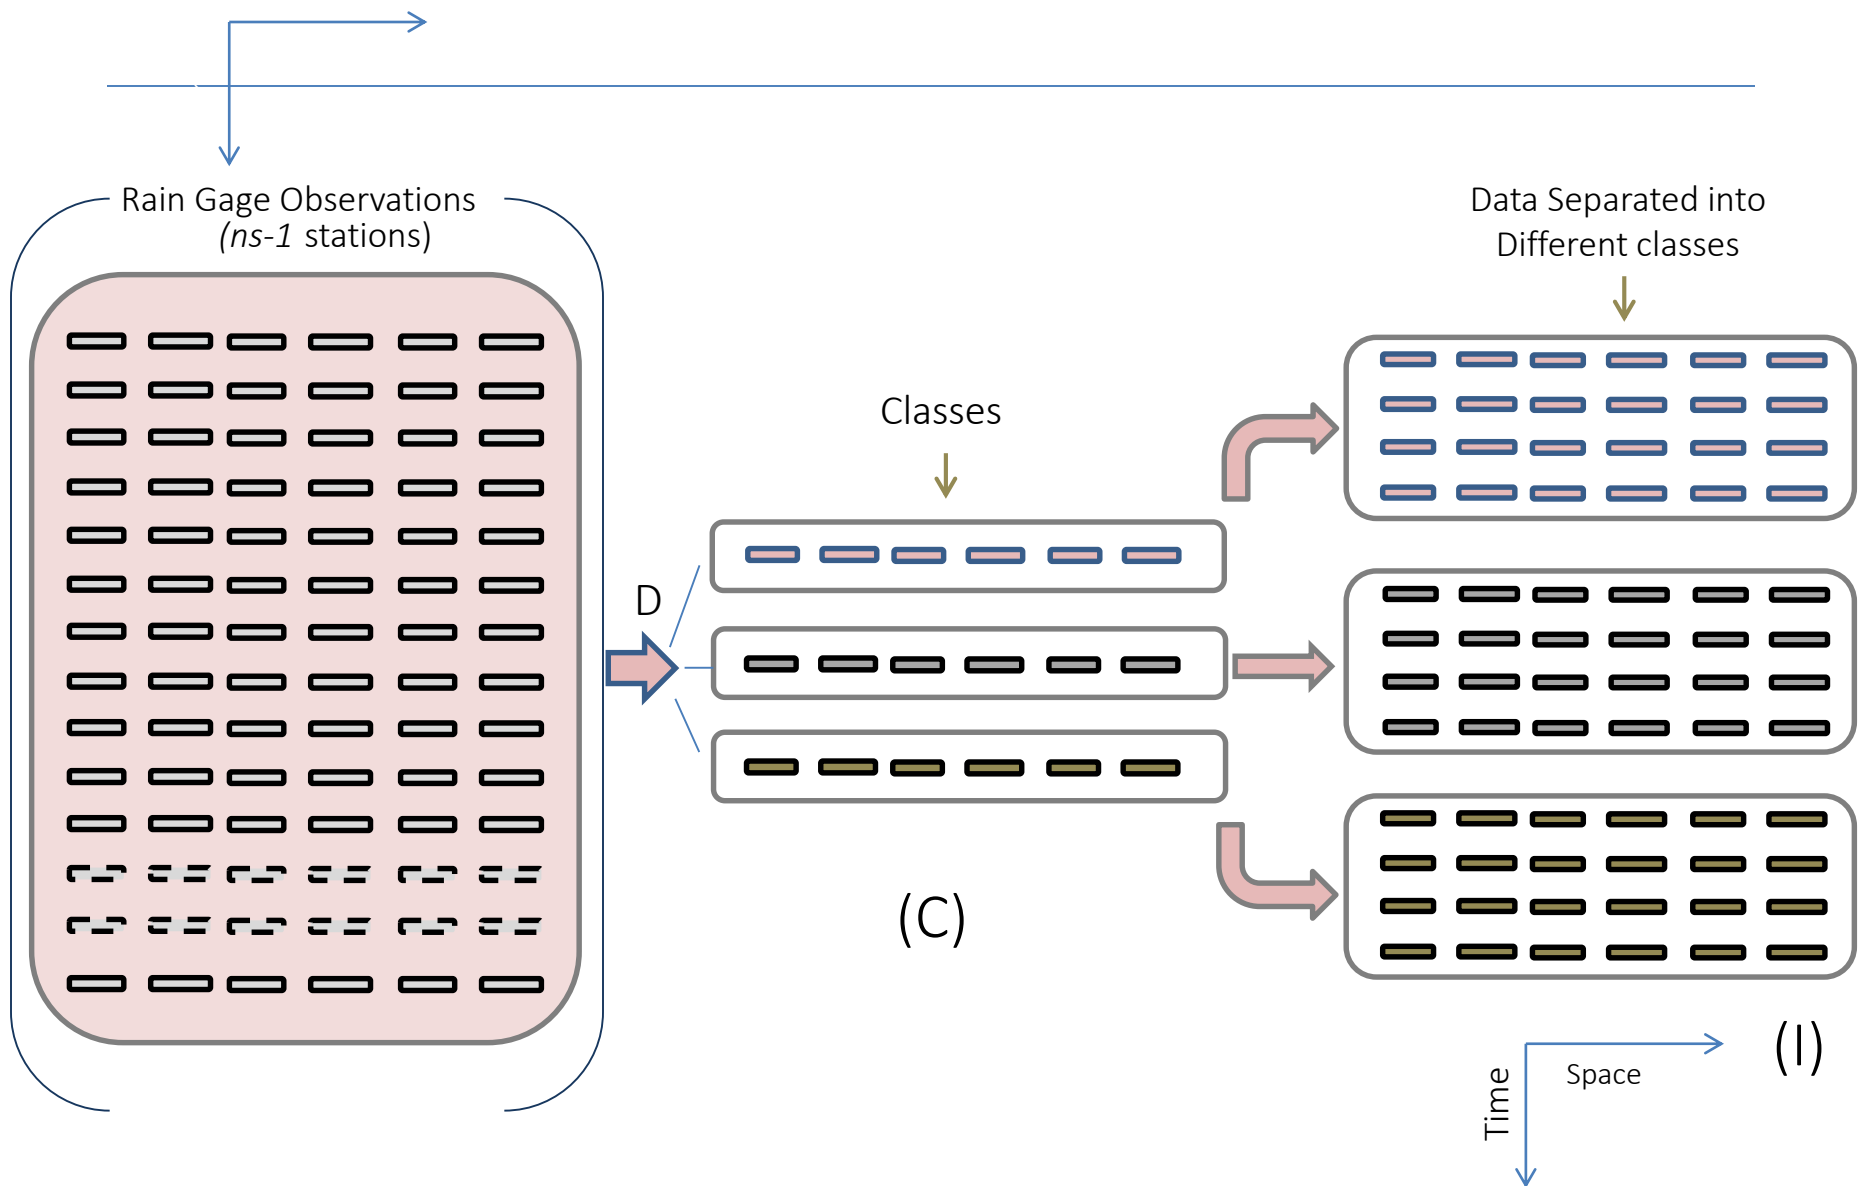 Rain Gage Observations
(ns-1 stations)
Data Separated into
Different classes
Classes
D
(C)
(I)
Space
Time